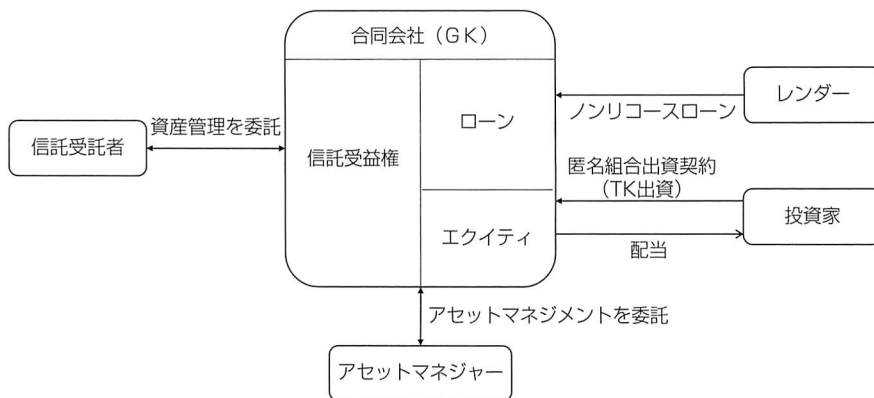 合同会社（GK）
レンダー
ローン
ノンリコースローン
資産管理を委託
信託受託者
信託受益権
匿名組合出資契約
（TK出資）
投資家
エクイティ
配当
アセットマネジメントを委託
アセットマネジャー